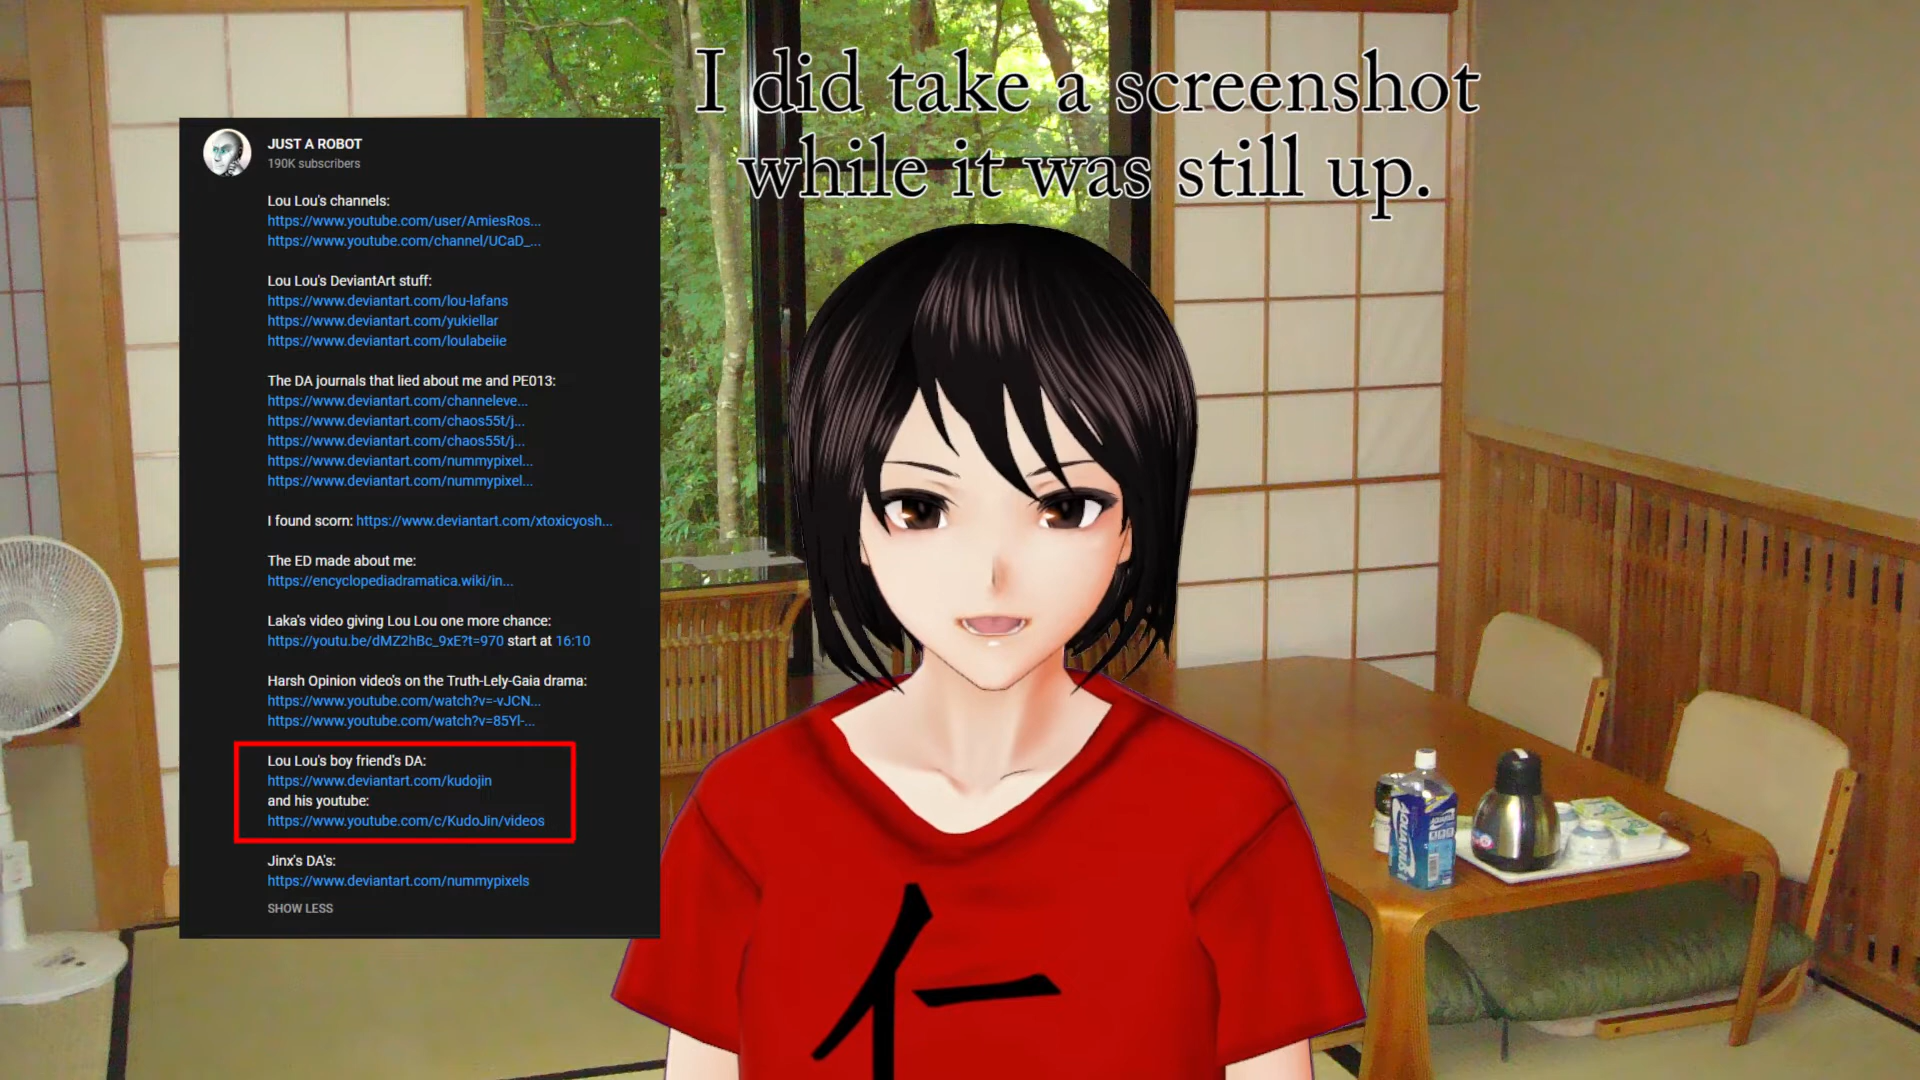 I did take a screenshot
while it was still up.
JUST A ROBOT
190K subscribers
Lou Lou's channels:
https://www.youtube.com/user/AmiesRos...
https://www.youtube.com/channel/UCaD_...
Lou Lou's DeviantArt stuff:
https://www.deviantart.com/lou-lafans
https://www.deviantart.com/yukiellar
https://www.deviantart.com/loulabeiie
The DA journals that lied about me and PE013:
https://www.deviantart.com/channeleve...
https://www.deviantart.com/chaos55t/j...
https://www.deviantart.com/chaos55t/j...
https://www.deviantart.com/nummypixel...
https://www.deviantart.com/nummypixel...
I found scorn: https://www.deviantart.com/xtoxicyosh...
The ED made about me:
https://encyclopediadramatica.wiki/in...
Laka's video giving Lou Lou one more chance:
https://youtu.be/dMZ2hBc_9xE?t=970 start at 16:10
Harsh Opinion video's on the Truth-Lely-Gaia drama:
https://www.youtube.com/watch?v=-vJCN...
https://www.youtube.com/watch?v=85Yl-...
Lou Lou's boy friend's DA:
https://www.deviantart.com/kudojin
and his youtube:
https://www.youtube.com/c/KudoJin/videos
Jinx's DA's:
https://www.deviantart.com/nummypixels
SHOW LESS
仁
AQUARIUS